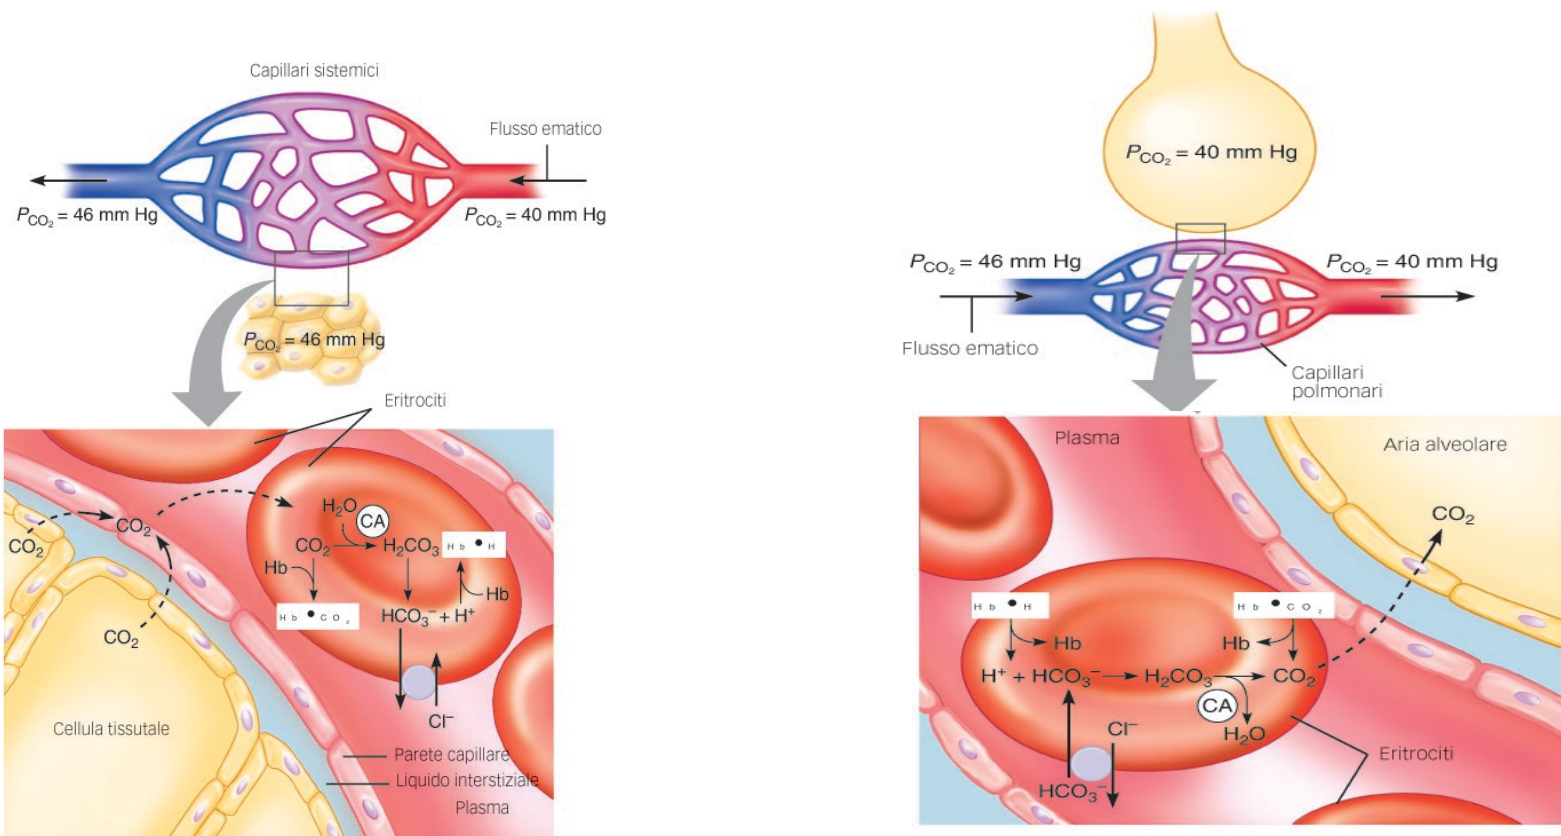 Capillari sistemici
Flusso ematico
PCO₂ = 46 mm Hg
PCO₂ = 40 mm Hg
PCO₂ = 46 mm Hg
Eritrociti
H₂O
CA
CO₂
CO₂
CO₂
H₂CO₃
Hb • H
Hb
Hb
Hb • CO₂
HCO₃⁻ + H⁺
CO₂
Cl⁻
Cellula tissutale
Parete capillare
Liquido interstiziale
Plasma
PCO₂ = 40 mm Hg
PCO₂ = 46 mm Hg
PCO₂ = 40 mm Hg
Flusso ematico
Capillari
polmonari
Plasma
Aria alveolare
CO₂
Hb • H
Hb • CO₂
Hb
Hb
H⁺ + HCO₃⁻
H₂CO₃
CO₂
CA
H₂O
Cl⁻
HCO₃⁻
Eritrociti